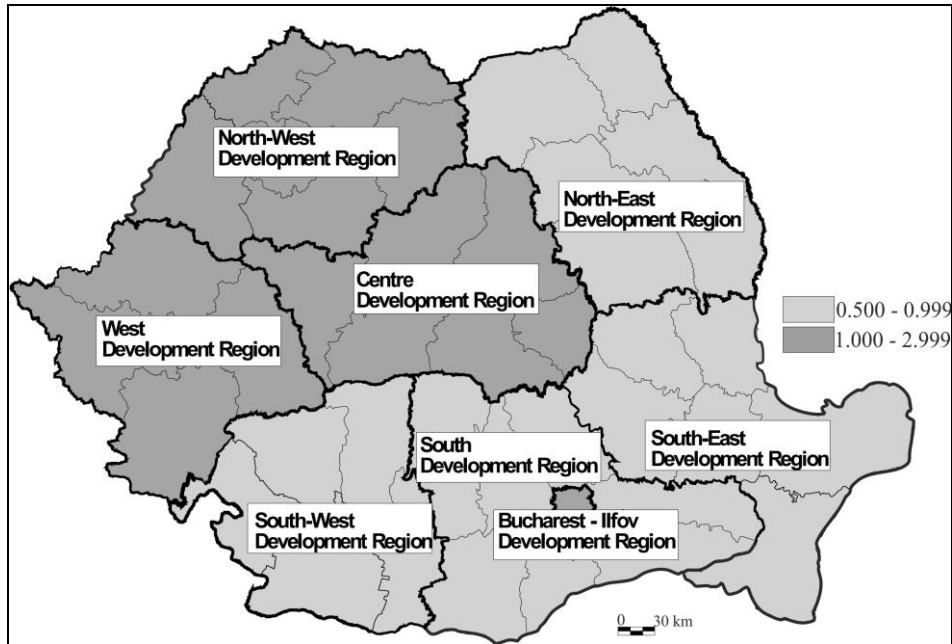 North-West
Development Region
North-East
Development Region
Centre
Development Region
0.500 - 0.999
1.000 - 2.999
West
Development Region
South
Development Region
South-East
Development Region
South-West
Development Region
Bucharest - Ilfov
Development Region
0 30 km